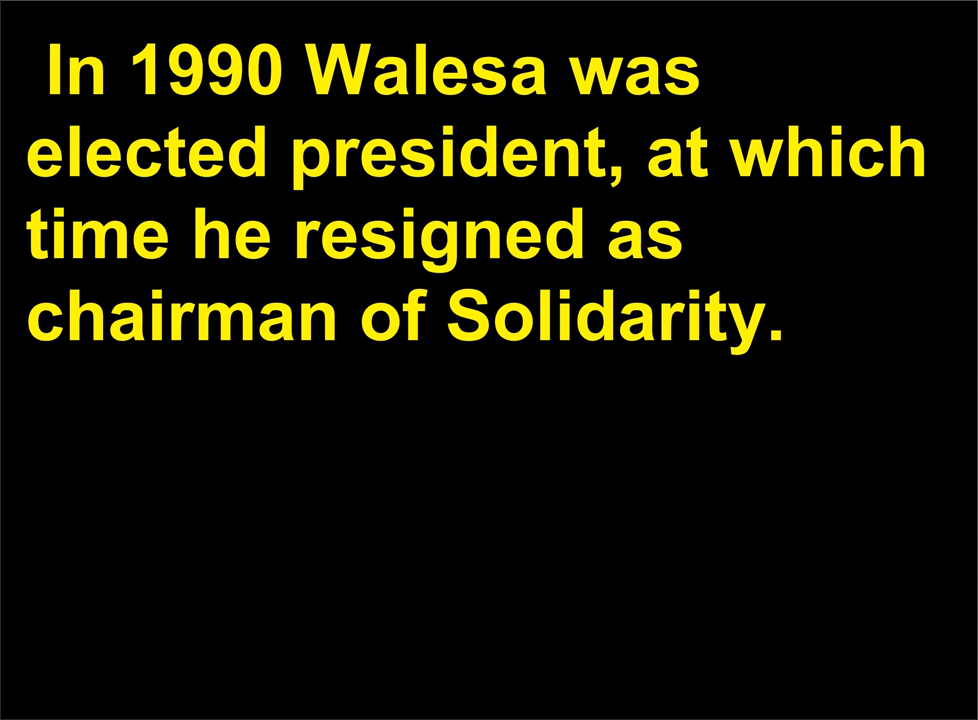 In 1990 Walesa was
elected president, at which
time he resigned as
chairman of Solidarity.